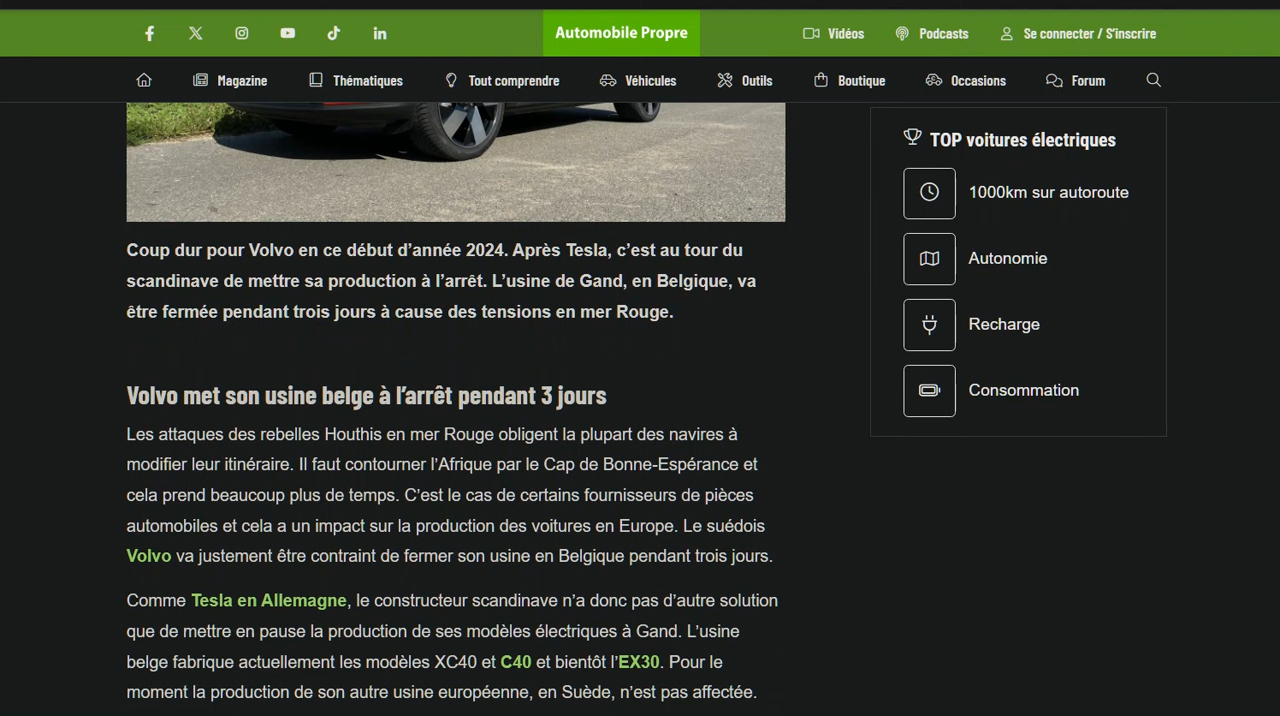 Automobile Propre
Vidéos
Podcasts
Se connecter / S'inscrire
Magazine
Thématiques
Tout comprendre
Véhicules
Outils
Boutique
Occasions
Forum
Coup dur pour Volvo en ce début d’année 2024. Après Tesla, c’est au tour du
scandinave de mettre sa production à l’arrêt. L’usine de Gand, en Belgique, va
être fermée pendant trois jours à cause des tensions en mer Rouge.
Volvo met son usine belge à l’arrêt pendant 3 jours
Les attaques des rebelles Houthis en mer Rouge obligent la plupart des navires à
modifier leur itinéraire. Il faut contourner l’Afrique par le Cap de Bonne-Espérance et
cela prend beaucoup plus de temps. C’est le cas de certains fournisseurs de pièces
automobiles et cela a un impact sur la production des voitures en Europe. Le suédois
Volvo va justement être contraint de fermer son usine en Belgique pendant trois jours.
Comme Tesla en Allemagne, le constructeur scandinave n’a donc pas d’autre solution
que de mettre en pause la production de ses modèles électriques à Gand. L’usine
belge fabrique actuellement les modèles XC40 et C40 et bientôt l’EX30. Pour le
moment la production de son autre usine européenne, en Suède, n’est pas affectée.
TOP voitures électriques
1000km sur autoroute
Autonomie
Recharge
Consommation